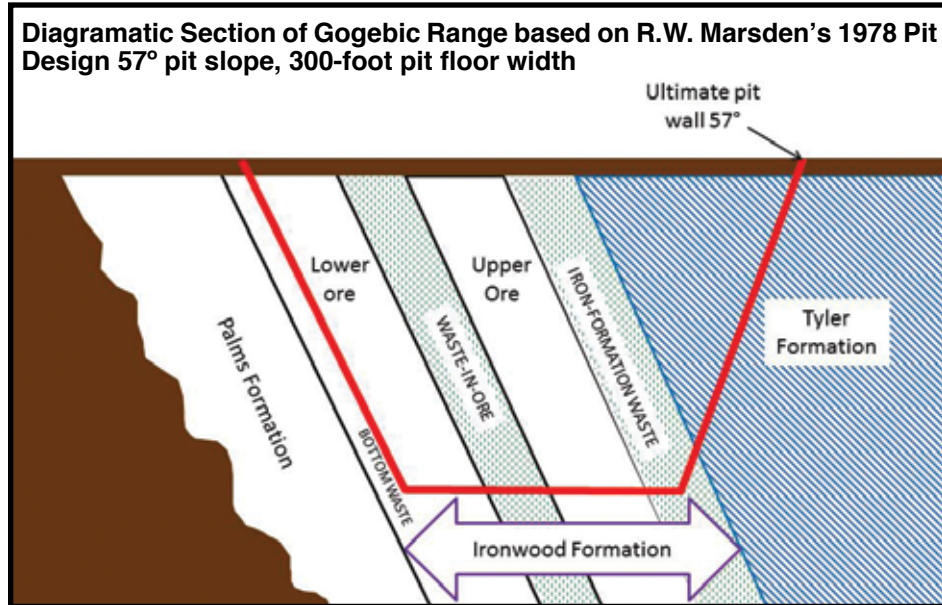 Diagramatic Section of Gogebic Range based on R.W. Marsden's 1978 Pit
Design 57º pit slope, 300-foot pit floor width
Ultimate pit
wall 57°
Lower
ore
Upper
Ore
IRON-FORMATION WASTE
WASTE-IN-ORE
Tyler
Formation
Palms Formation
BOTTOM WASTE
Ironwood Formation